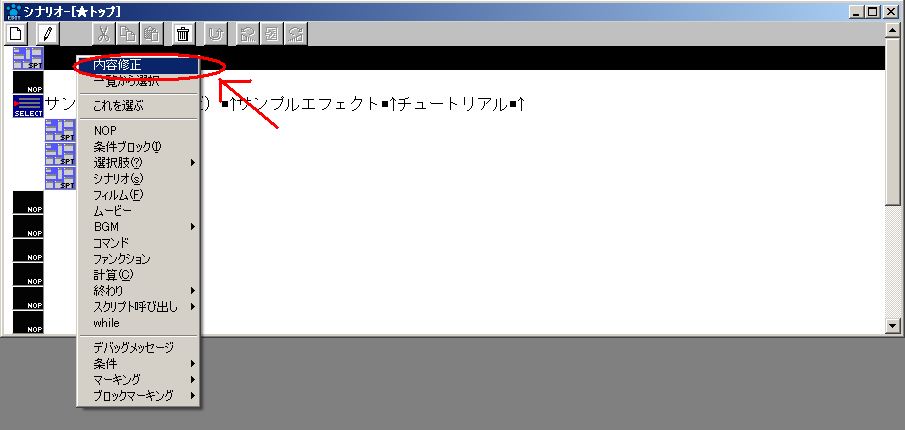 シナリオ-[★トップ]
SPT
内容修正
NOP
一覧から選択
SELECT
サン
) ■↑サンプルエフェクト■↑チュートリアル■↑
これを選ぶ
SPT
NOP
条件ブロック(I)
SPT
選択肢(?)
シナリオ(s)
SPT
フィルム(F)
NOP
ムービー
BGM
NOP
コマンド
NOP
ファンクション
計算(C)
NOP
終わり
NOP
スクリプト呼び出し
while
NOP
デバッグメッセージ
条件
マーキング
ブロックマーキング